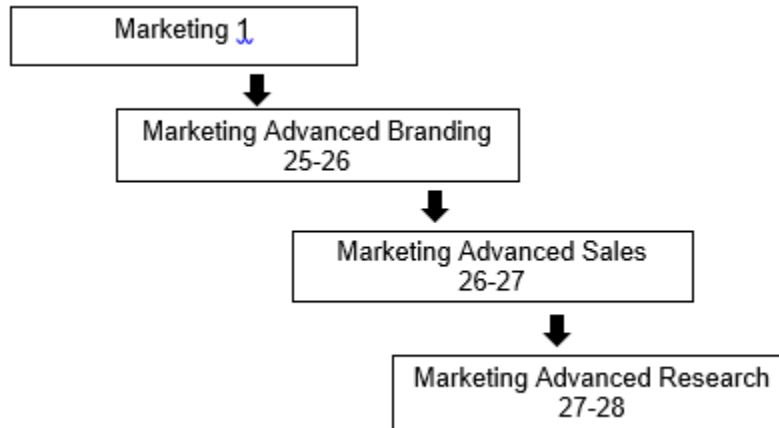 Marketing 1
Marketing Advanced Branding
25-26
Marketing Advanced Sales
26-27
Marketing Advanced Research
27-28